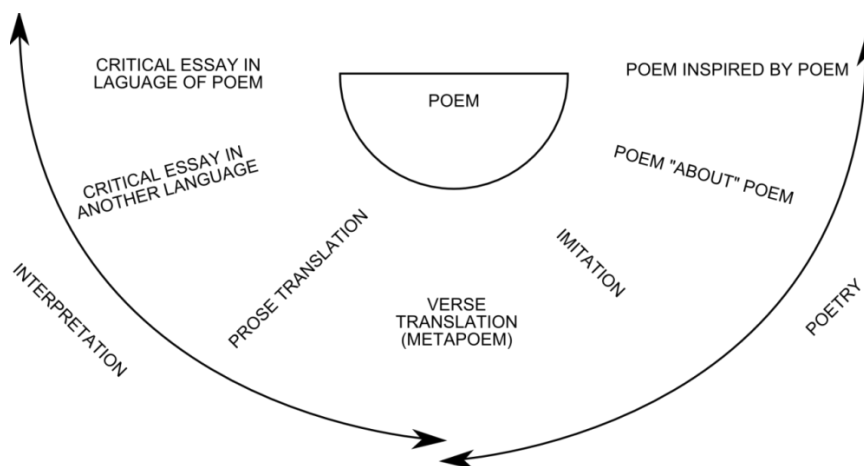 CRITICAL ESSAY IN
LAGUAGE OF POEM
POEM
POEM INSPIRED BY POEM
CRITICAL ESSAY IN
ANOTHER LANGUAGE
POEM "ABOUT" POEM
PROSE TRANSLATION
IMITATION
VERSE
TRANSLATION
(METAPOEM)
INTERPRETATION
POETRY